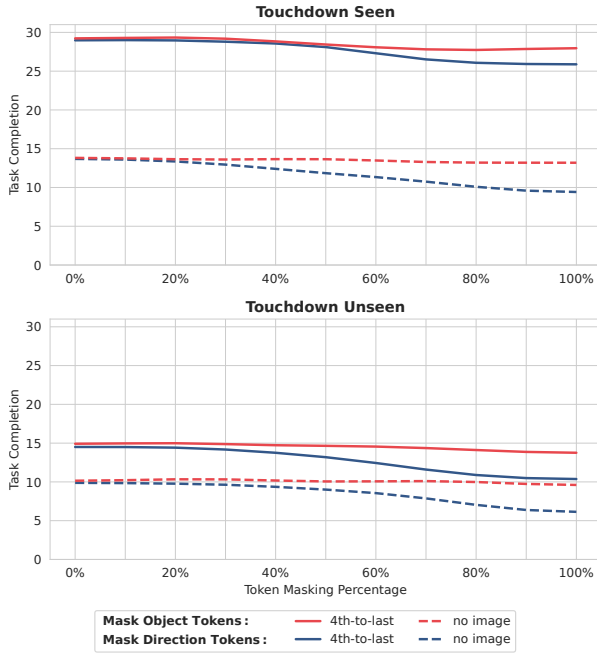 Touchdown Seen
30
25
20
15
10
5
0
Task Completion
0% 20% 40% 60% 80% 100%
Touchdown Unseen
30
25
20
15
10
5
0
Task Completion
0% 20% 40% 60% 80% 100%
Token Masking Percentage
Mask Object Tokens: 4th-to-last no image
Mask Direction Tokens: 4th-to-last no image